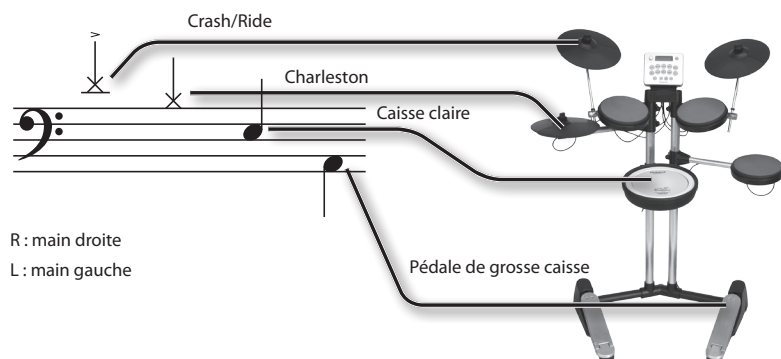 Crash/Ride
Charleston
Caisse claire
R : main droite
L : main gauche
Pédale de grosse caisse